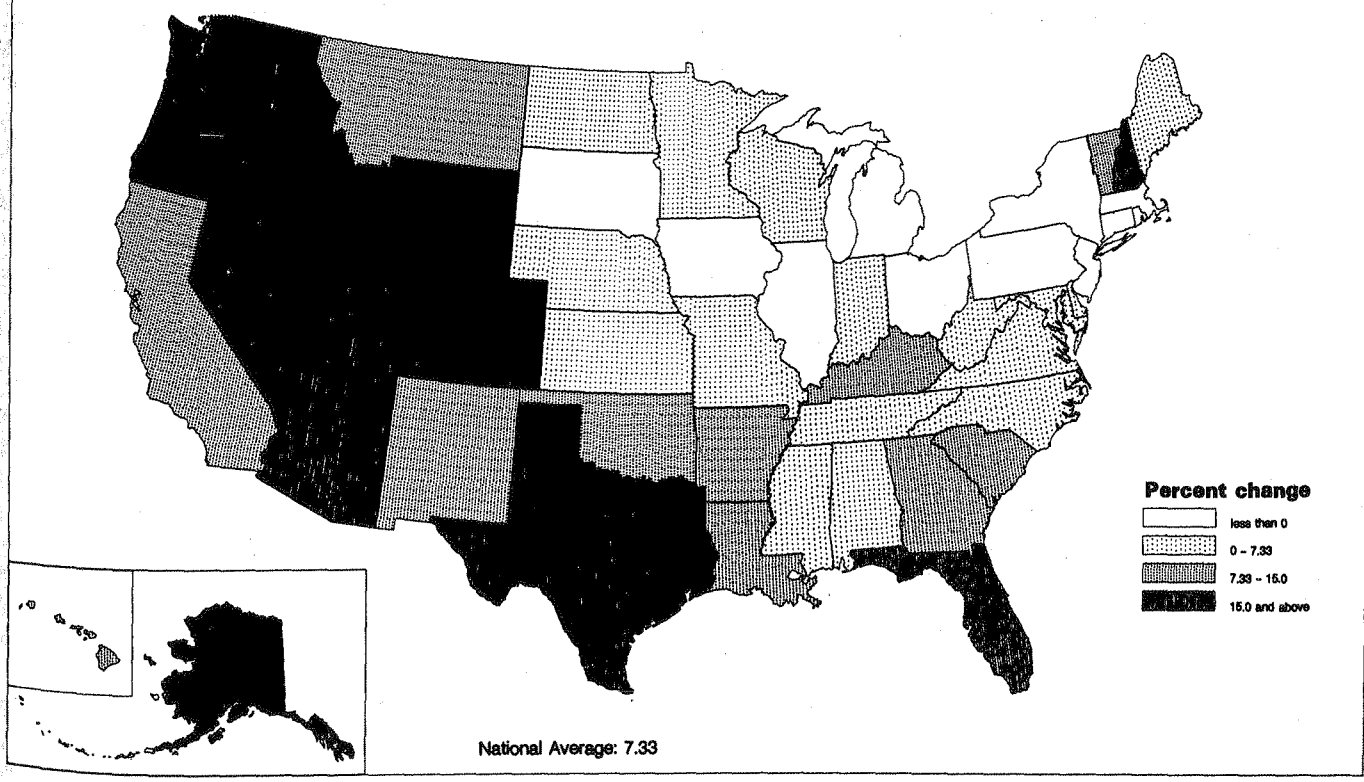 Percent change
less than 0
0 - 7.33
7.33 - 15.0
15.0 and above
National Average: 7.33